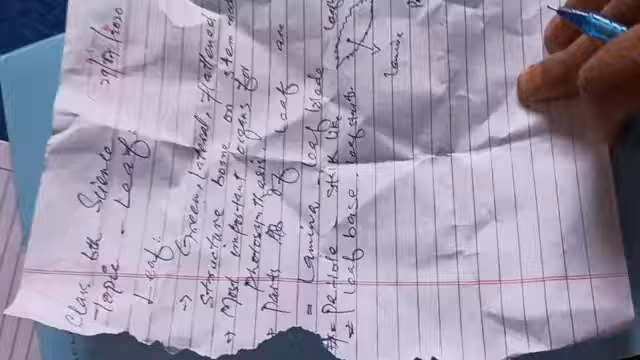 Class 6th Science
Topic - Leaf.
Leaf:
→ Green, lateral, flattened
structure borne on stem
→ Most important organs for
photosynthesis
→ Parts of Leaf are
= Lamina - leaf blade
= Petiole - stalk like
= Leaf base.
Lamina